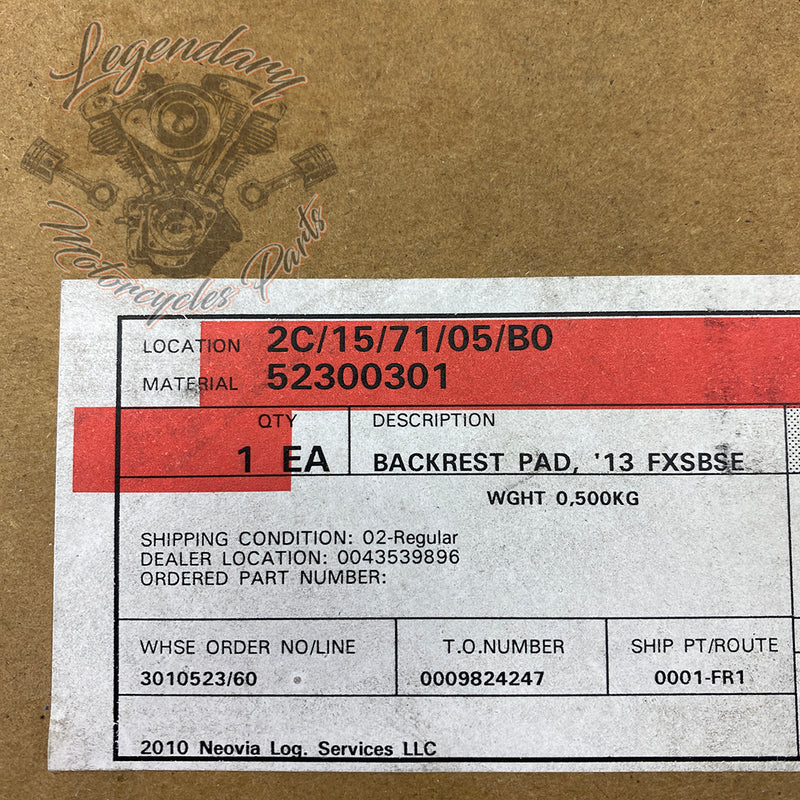 Legendary
Motorcycles Parts
LOCATION 2C/15/71/05/B0
MATERIAL 52300301
QTY DESCRIPTION
1 EA BACKREST PAD, '13 FXSBSE
WGHT 0,500KG
SHIPPING CONDITION: 02-Regular
DEALER LOCATION: 0043539896
ORDERED PART NUMBER:
WHSE ORDER NO/LINE T.O.NUMBER SHIP PT/ROUTE
3010523/60 0009824247 0001-FR1
2010 Neovia Log. Services LLC